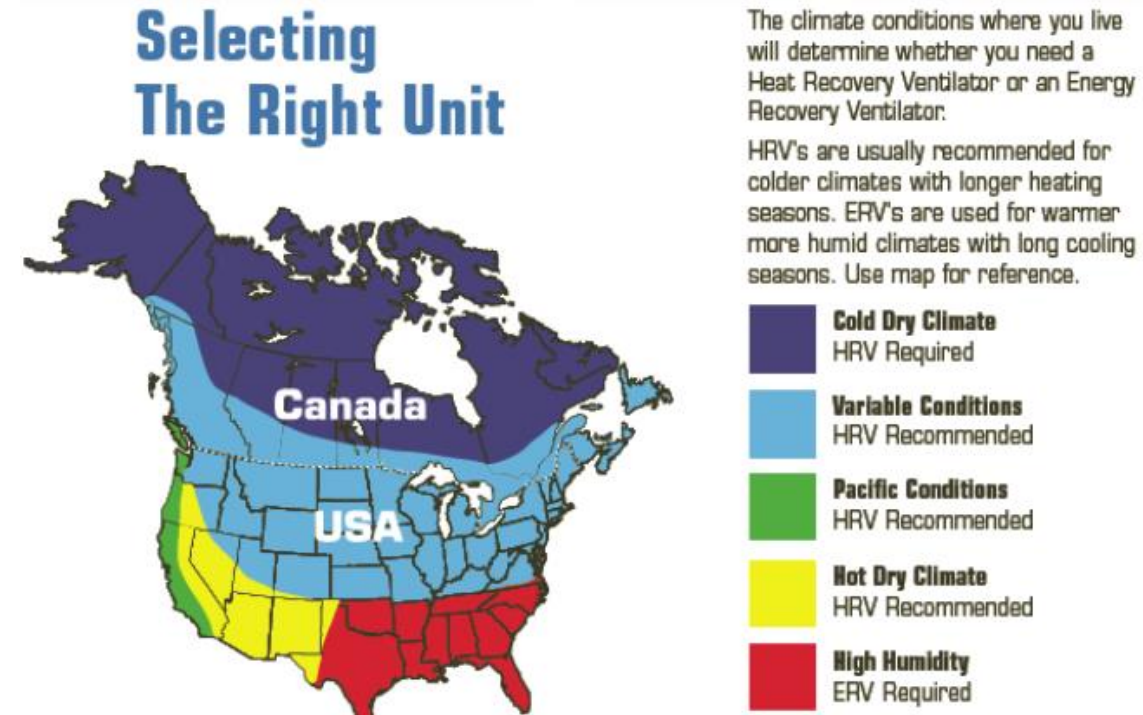 Selecting
The Right Unit
The climate conditions where you live
will determine whether you need a
Heat Recovery Ventilator or an Energy
Recovery Ventilator.
HRV's are usually recommended for
colder climates with longer heating
seasons. ERV's are used for warmer
more humid climates with long cooling
seasons. Use map for reference.
Canada
USA
Cold Dry Climate
HRV Required
Variable Conditions
HRV Recommended
Pacific Conditions
HRV Recommended
Hot Dry Climate
HRV Recommended
High Humidity
ERV Required